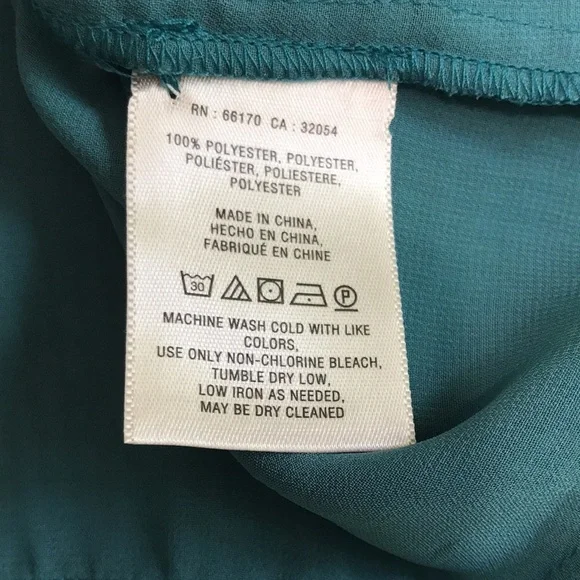 RN : 66170 CA : 32054
100% POLYESTER, POLYESTER,
POLIÉSTER, POLIESTERE,
POLYESTER
MADE IN CHINA,
HECHO EN CHINA,
FABRIQUÉ EN CHINE
30 P
MACHINE WASH COLD WITH LIKE
COLORS,
USE ONLY NON-CHLORINE BLEACH,
TUMBLE DRY LOW,
LOW IRON AS NEEDED,
MAY BE DRY CLEANED